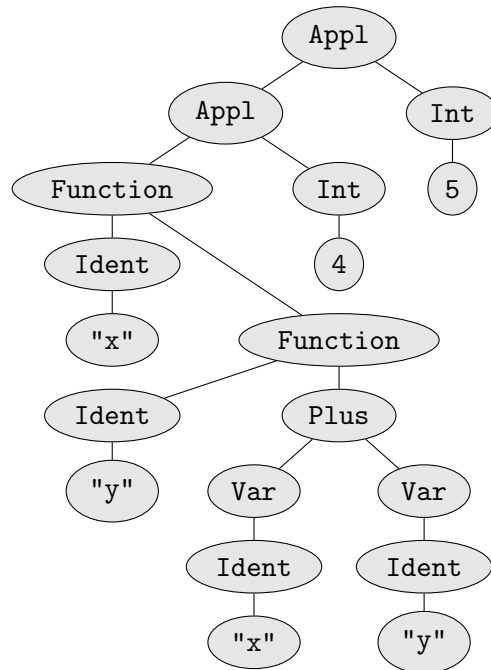 Appl
Appl Int
Function Int 5
Ident 4
"x" Function
Ident Plus
"y" Var Var
Ident Ident
"x" "y"